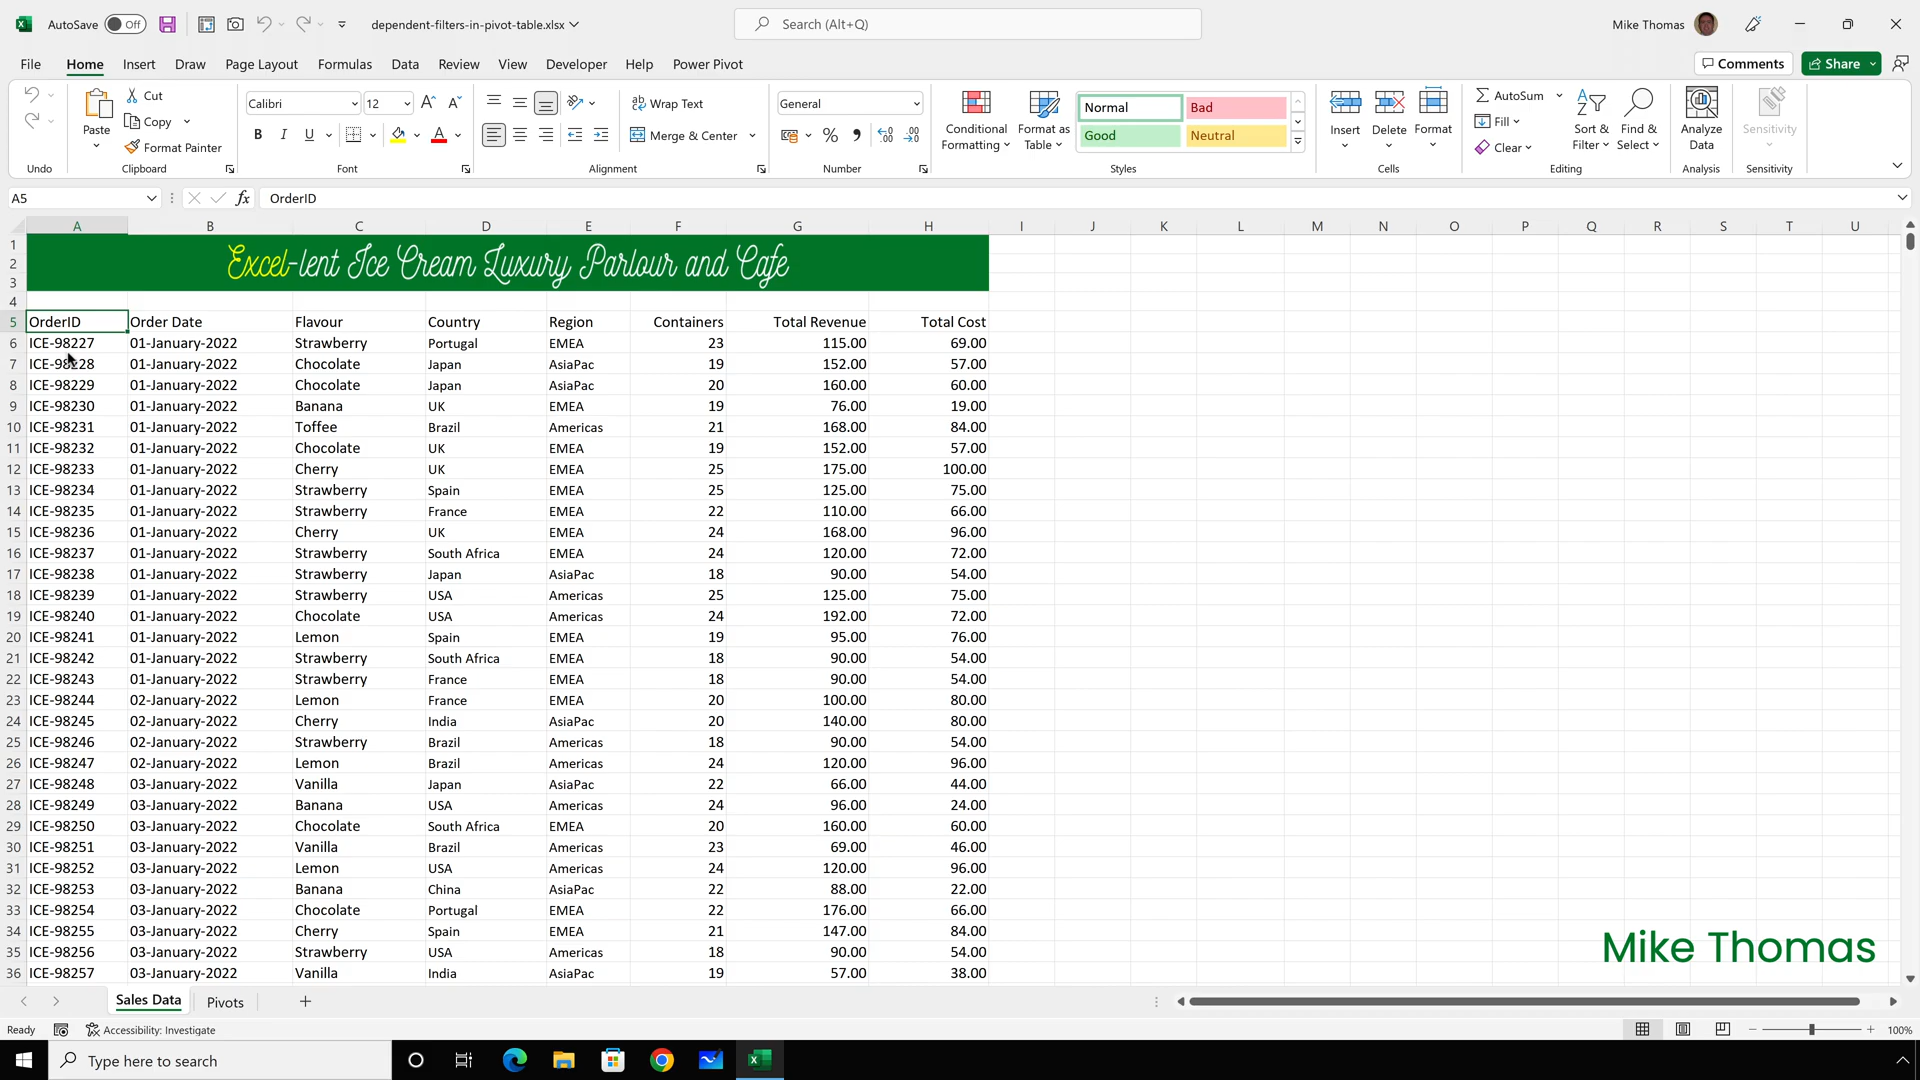 AutoSave Off dependent-filters-in-pivot-table.xlsx Search (Alt+Q) Mike Thomas
File Home Insert Draw Page Layout Formulas Data Review View Developer Help Power Pivot Comments Share
Cut
Copy
Format Painter
Paste
Calibri 12
B I U A
Wrap Text
Merge & Center
General
Conditional Formatting
Format as Table
Normal Bad
Good Neutral
Insert Delete Format
AutoSum
Fill
Clear
Sort & Filter
Find & Select
Analyze Data
Sensitivity
Undo Clipboard Font Alignment Number Styles Cells Editing Analysis Sensitivity
A5 fx OrderID
A B C D E F G H I J K L M N O P Q R S T U
1
2 Excel-lent Ice Cream Luxury Parlour and Cafe
3
4
5 OrderID Order Date Flavour Country Region Containers Total Revenue Total Cost
6 ICE-98227 01-January-2022 Strawberry Portugal EMEA 23 115.00 69.00
7 ICE-98228 01-January-2022 Chocolate Japan AsiaPac 19 152.00 57.00
8 ICE-98229 01-January-2022 Chocolate Japan AsiaPac 20 160.00 60.00
9 ICE-98230 01-January-2022 Banana UK EMEA 19 76.00 19.00
10 ICE-98231 01-January-2022 Toffee Brazil Americas 21 168.00 84.00
11 ICE-98232 01-January-2022 Chocolate UK EMEA 19 152.00 57.00
12 ICE-98233 01-January-2022 Cherry UK EMEA 25 175.00 100.00
13 ICE-98234 01-January-2022 Strawberry Spain EMEA 25 125.00 75.00
14 ICE-98235 01-January-2022 Strawberry France EMEA 22 110.00 66.00
15 ICE-98236 01-January-2022 Cherry UK EMEA 24 168.00 96.00
16 ICE-98237 01-January-2022 Strawberry South Africa EMEA 24 120.00 72.00
17 ICE-98238 01-January-2022 Strawberry Japan AsiaPac 18 90.00 54.00
18 ICE-98239 01-January-2022 Strawberry USA Americas 25 125.00 75.00
19 ICE-98240 01-January-2022 Chocolate USA Americas 24 192.00 72.00
20 ICE-98241 01-January-2022 Lemon Spain EMEA 19 95.00 76.00
21 ICE-98242 01-January-2022 Strawberry South Africa EMEA 18 90.00 54.00
22 ICE-98243 01-January-2022 Strawberry France EMEA 18 90.00 54.00
23 ICE-98244 02-January-2022 Lemon France EMEA 20 100.00 80.00
24 ICE-98245 02-January-2022 Cherry India AsiaPac 20 140.00 80.00
25 ICE-98246 02-January-2022 Strawberry Brazil Americas 18 90.00 54.00
26 ICE-98247 02-January-2022 Lemon Brazil Americas 24 120.00 96.00
27 ICE-98248 03-January-2022 Vanilla Japan AsiaPac 22 66.00 44.00
28 ICE-98249 03-January-2022 Banana USA Americas 24 96.00 24.00
29 ICE-98250 03-January-2022 Chocolate South Africa EMEA 20 160.00 60.00
30 ICE-98251 03-January-2022 Vanilla Brazil Americas 23 69.00 46.00
31 ICE-98252 03-January-2022 Lemon USA Americas 24 120.00 96.00
32 ICE-98253 03-January-2022 Banana China AsiaPac 22 88.00 22.00
33 ICE-98254 03-January-2022 Chocolate Portugal EMEA 22 176.00 66.00
34 ICE-98255 03-January-2022 Cherry Spain EMEA 21 147.00 84.00
35 ICE-98256 03-January-2022 Strawberry USA Americas 18 90.00 54.00
36 ICE-98257 03-January-2022 Vanilla India AsiaPac 19 57.00 38.00
Mike Thomas
Sales Data Pivots
Ready Accessibility: Investigate 100%
Type here to search